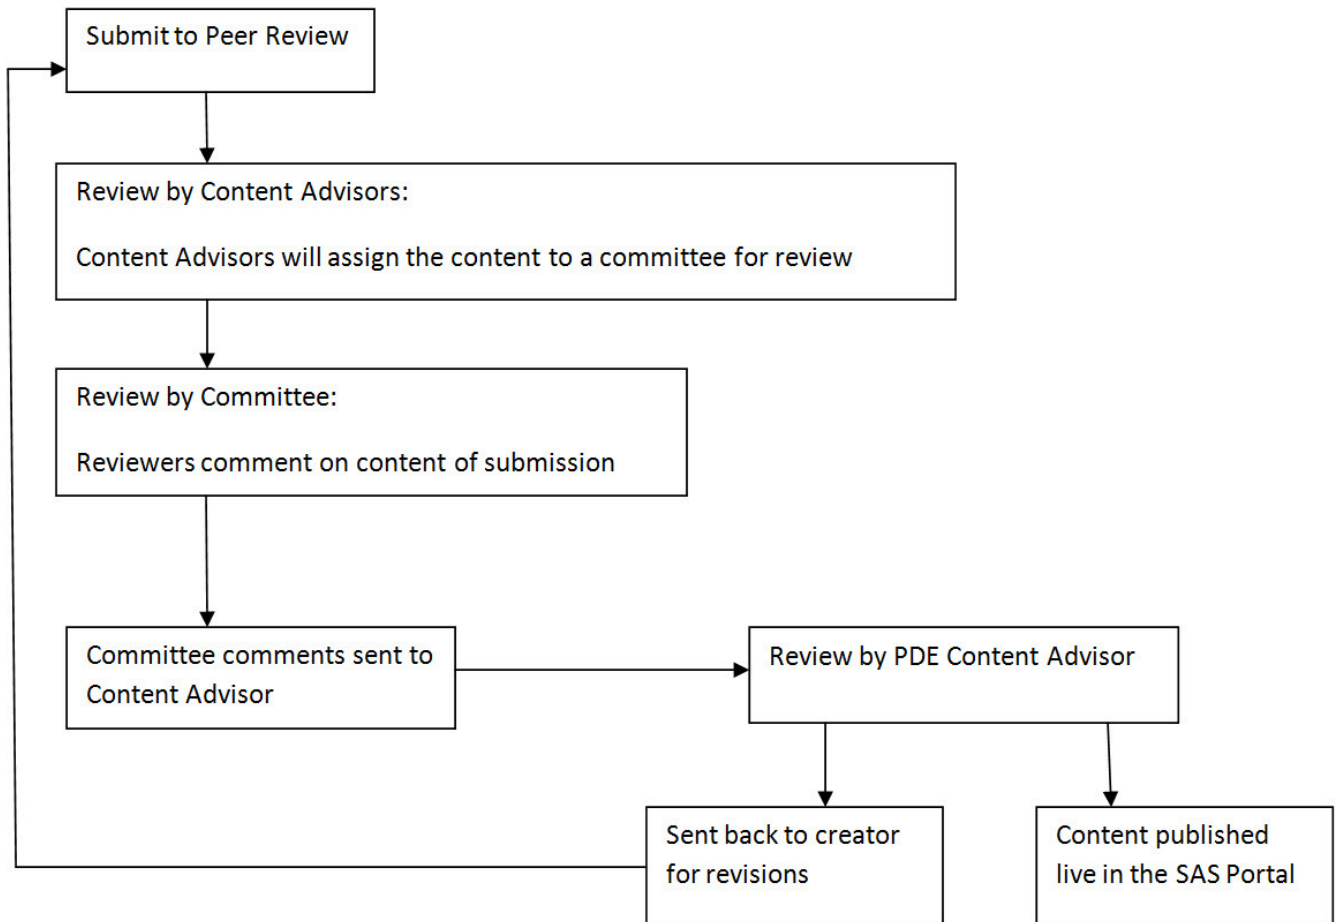 Submit to Peer Review
Review by Content Advisors:
Content Advisors will assign the content to a committee for review
Review by Committee:
Reviewers comment on content of submission
Committee comments sent to
Content Advisor
Review by PDE Content Advisor
Sent back to creator
for revisions
Content published
live in the SAS Portal